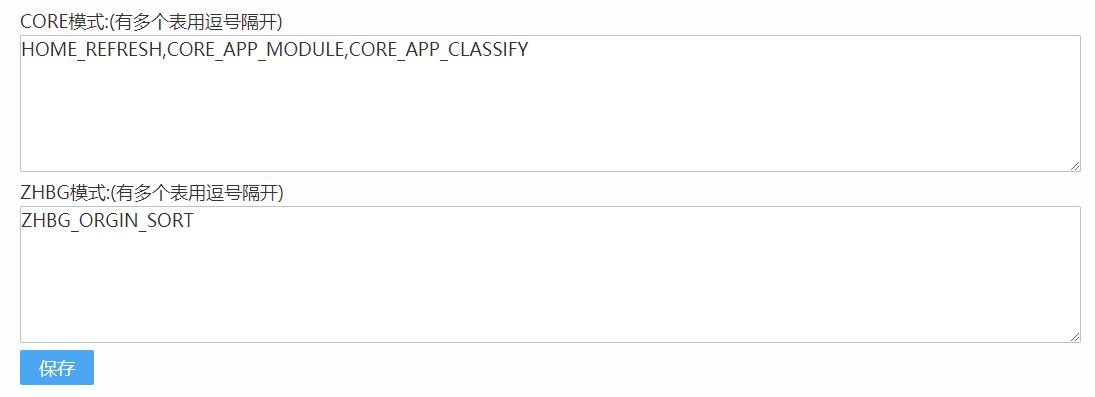 CORE模式:(有多个表用逗号隔开)
HOME_REFRESH,CORE_APP_MODULE,CORE_APP_CLASSIFY
ZHBG模式:(有多个表用逗号隔开)
ZHBG_ORGIN_SORT
保存